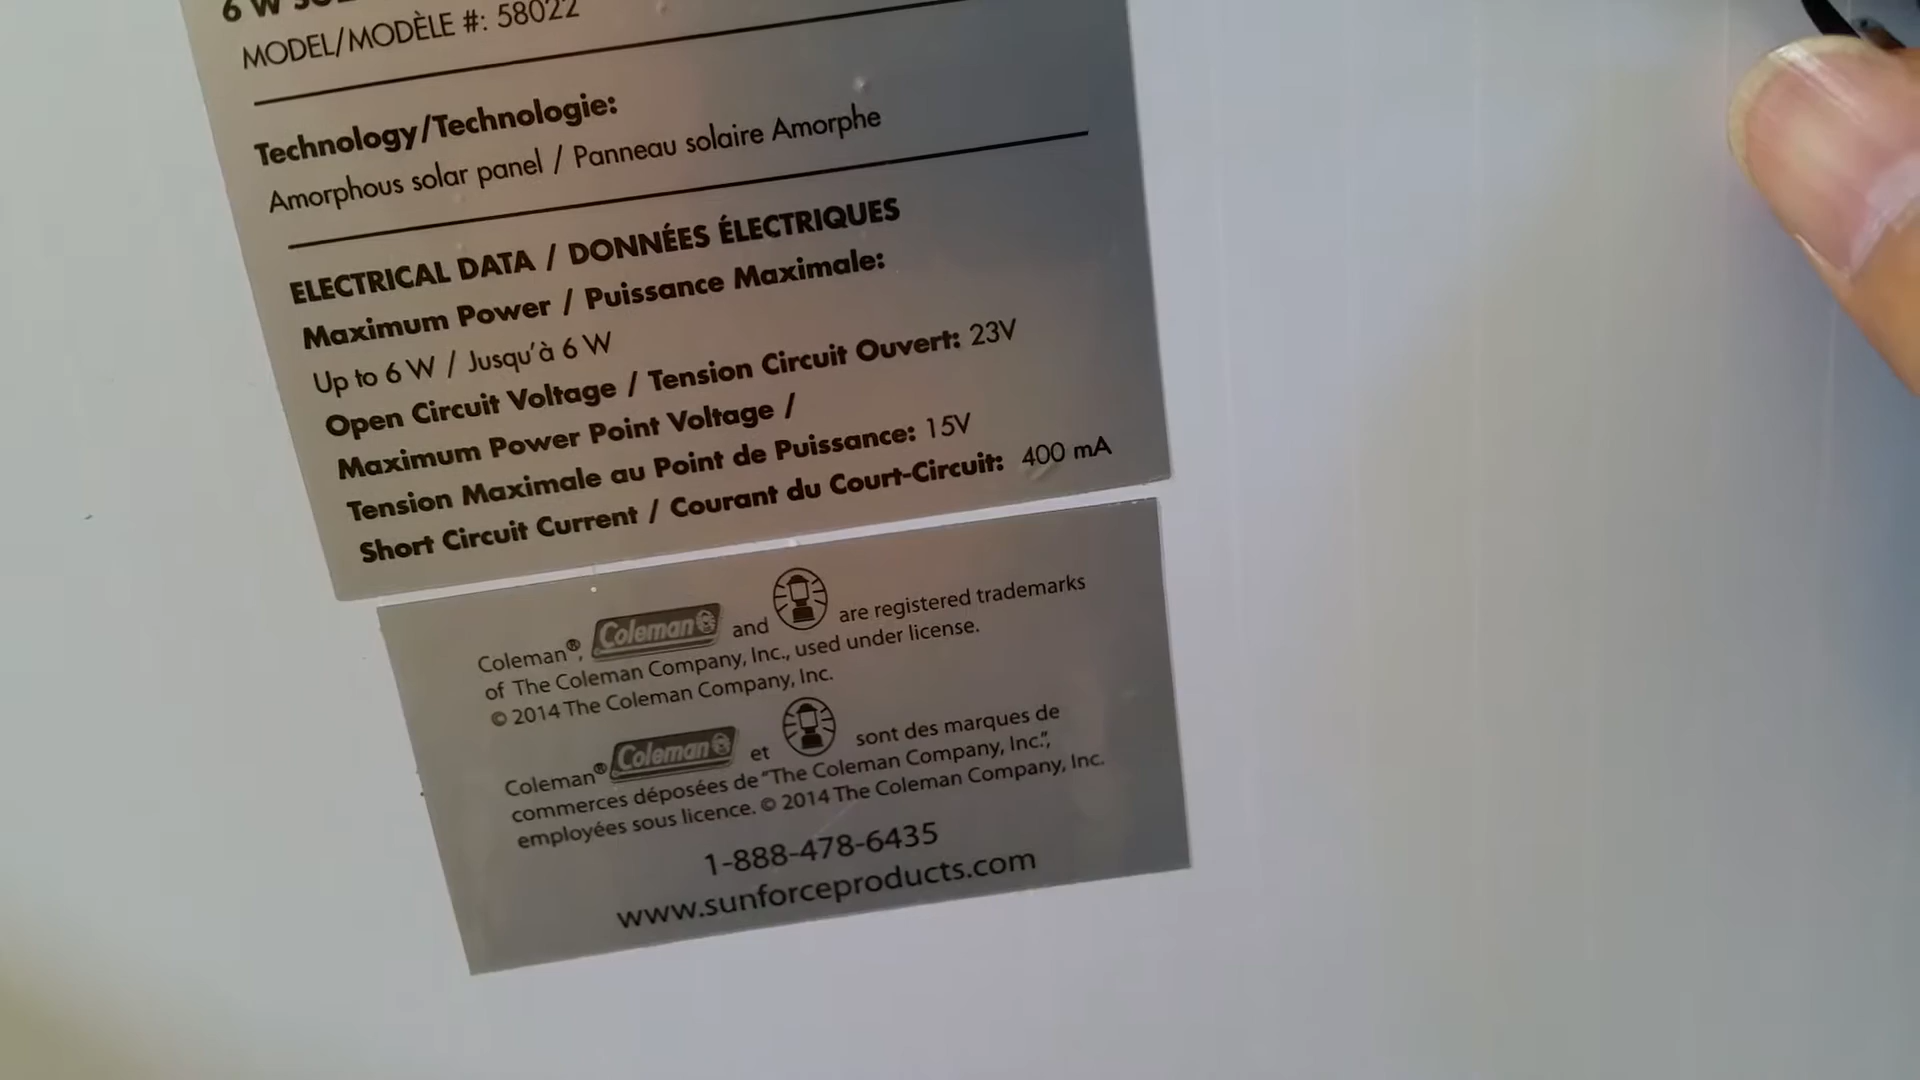 6 W
MODEL/MODÈLE #: 58022
Technology/Technologie:
Amorphous solar panel / Panneau solaire Amorphe
ELECTRICAL DATA / DONNÉES ÉLECTRIQUES
Maximum Power / Puissance Maximale:
Up to 6 W / Jusqu'à 6 W
Open Circuit Voltage / Tension Circuit Ouvert: 23V
Maximum Power Point Voltage /
Tension Maximale au Point de Puissance: 15V
Short Circuit Current / Courant du Court-Circuit: 400 mA
Coleman®, Coleman and are registered trademarks
of The Coleman Company, Inc., used under license.
© 2014 The Coleman Company, Inc.
Coleman® Coleman et sont des marques de
commerces déposées de "The Coleman Company, Inc.",
employées sous licence. © 2014 The Coleman Company, Inc.
1-888-478-6435
www.sunforceproducts.com